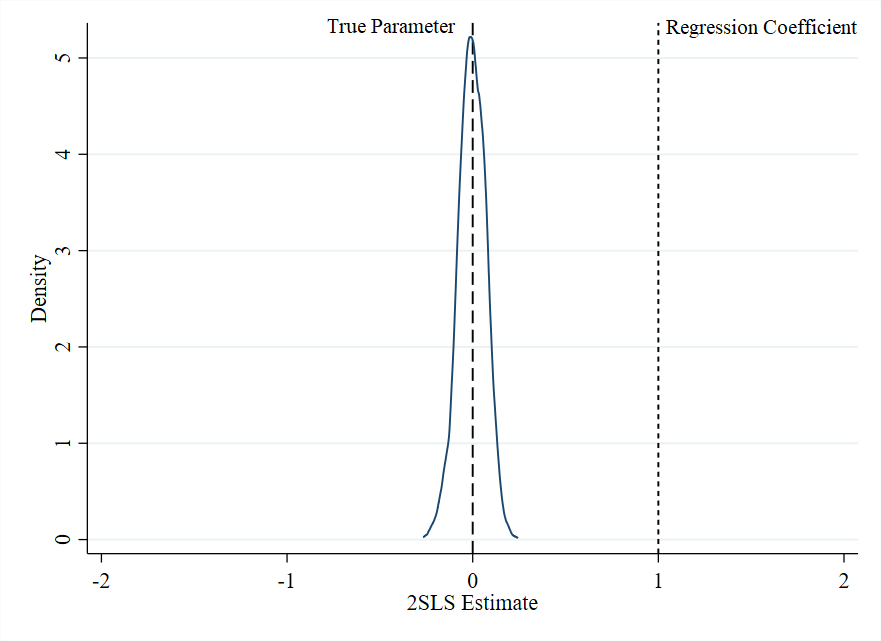 True Parameter
Regression Coefficient
5
4
3
2
1
0
Density
-2
-1
0
1
2
2SLS Estimate